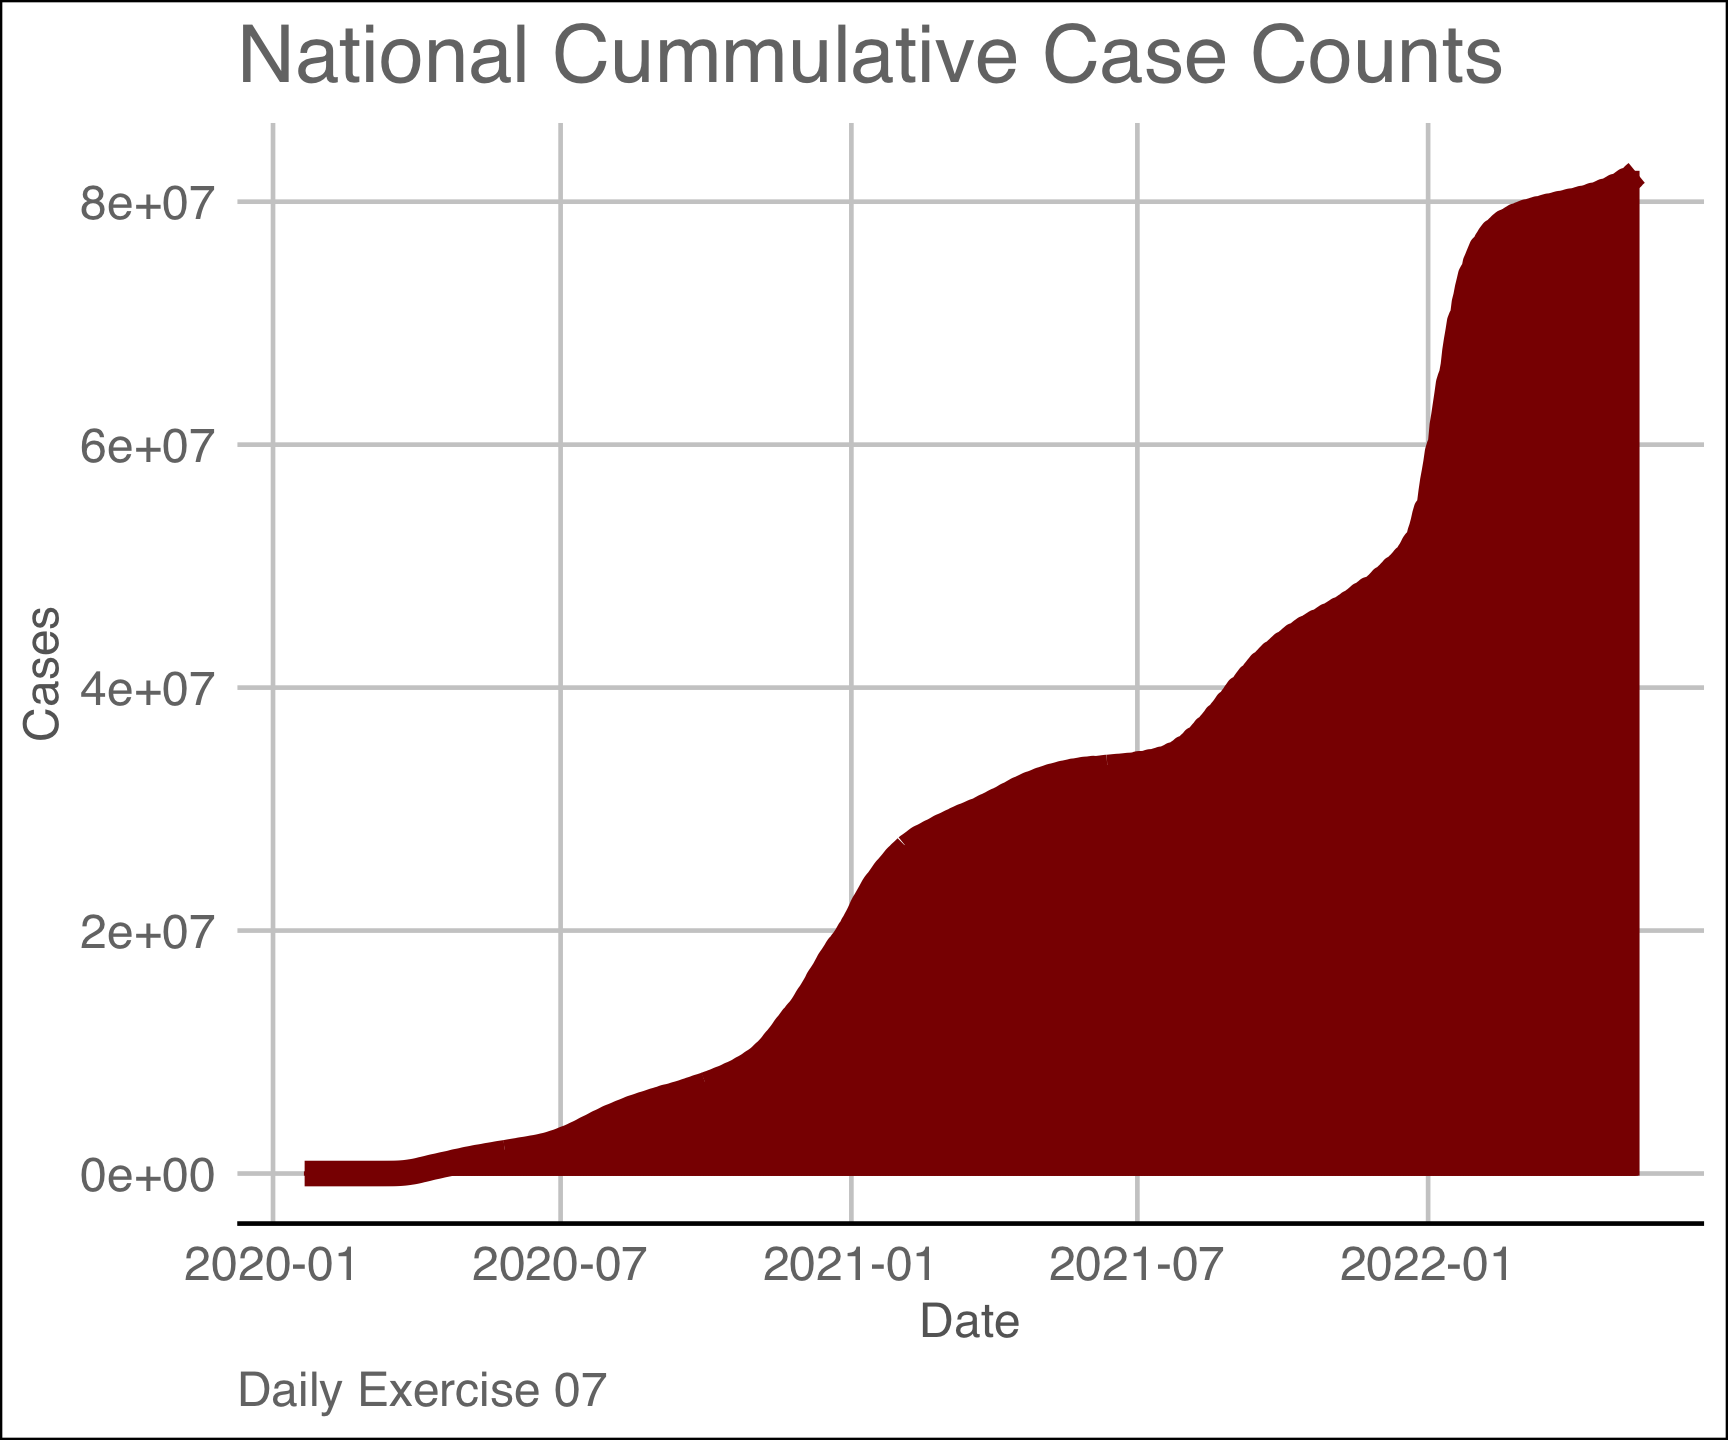 National Cummulative Case Counts
8e+07
6e+07
4e+07
2e+07
0e+00
Cases
2020-01 2020-07 2021-01 2021-07 2022-01
Date
Daily Exercise 07